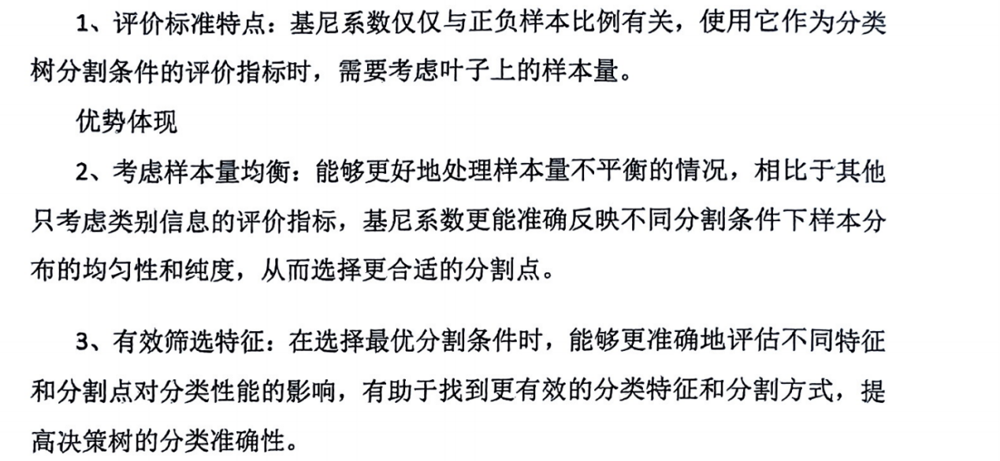 1、评价标准特点：基尼系数仅仅与正负样本比例有关，使用它作为分类
树分割条件的评价指标时，需要考虑叶子上的样本量。
优势体现
2、考虑样本量均衡：能够更好地处理样本量不平衡的情况，相比于其他
只考虑类别信息的评价指标，基尼系数更能准确反映不同分割条件下样本分
布的均匀性和纯度，从而选择更合适的分割点。
3、有效筛选特征：在选择最优分割条件时，能够更准确地评估不同特征
和分割点对分类性能的影响，有助于找到更有效的分类特征和分割方式，提
高决策树的分类准确性。